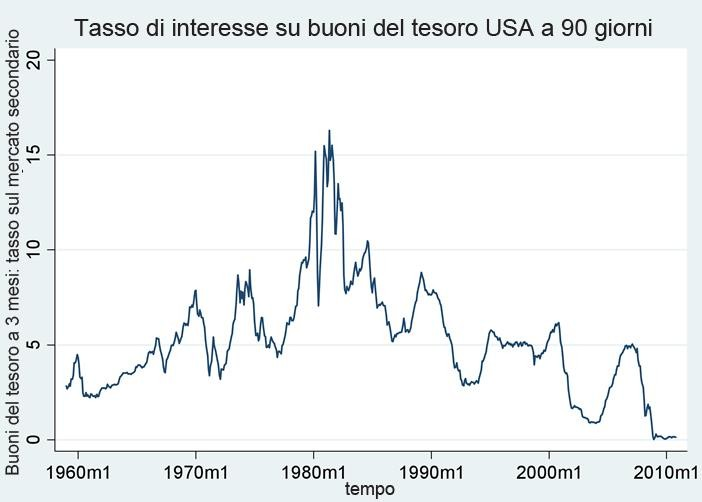 Tasso di interesse su buoni del tesoro USA a 90 giorni
Buoni del tesoro a 3 mesi: tasso sul mercato secondario
20
15
10
5
0
1960m1 1970m1 1980m1 1990m1 2000m1 2010m1
tempo